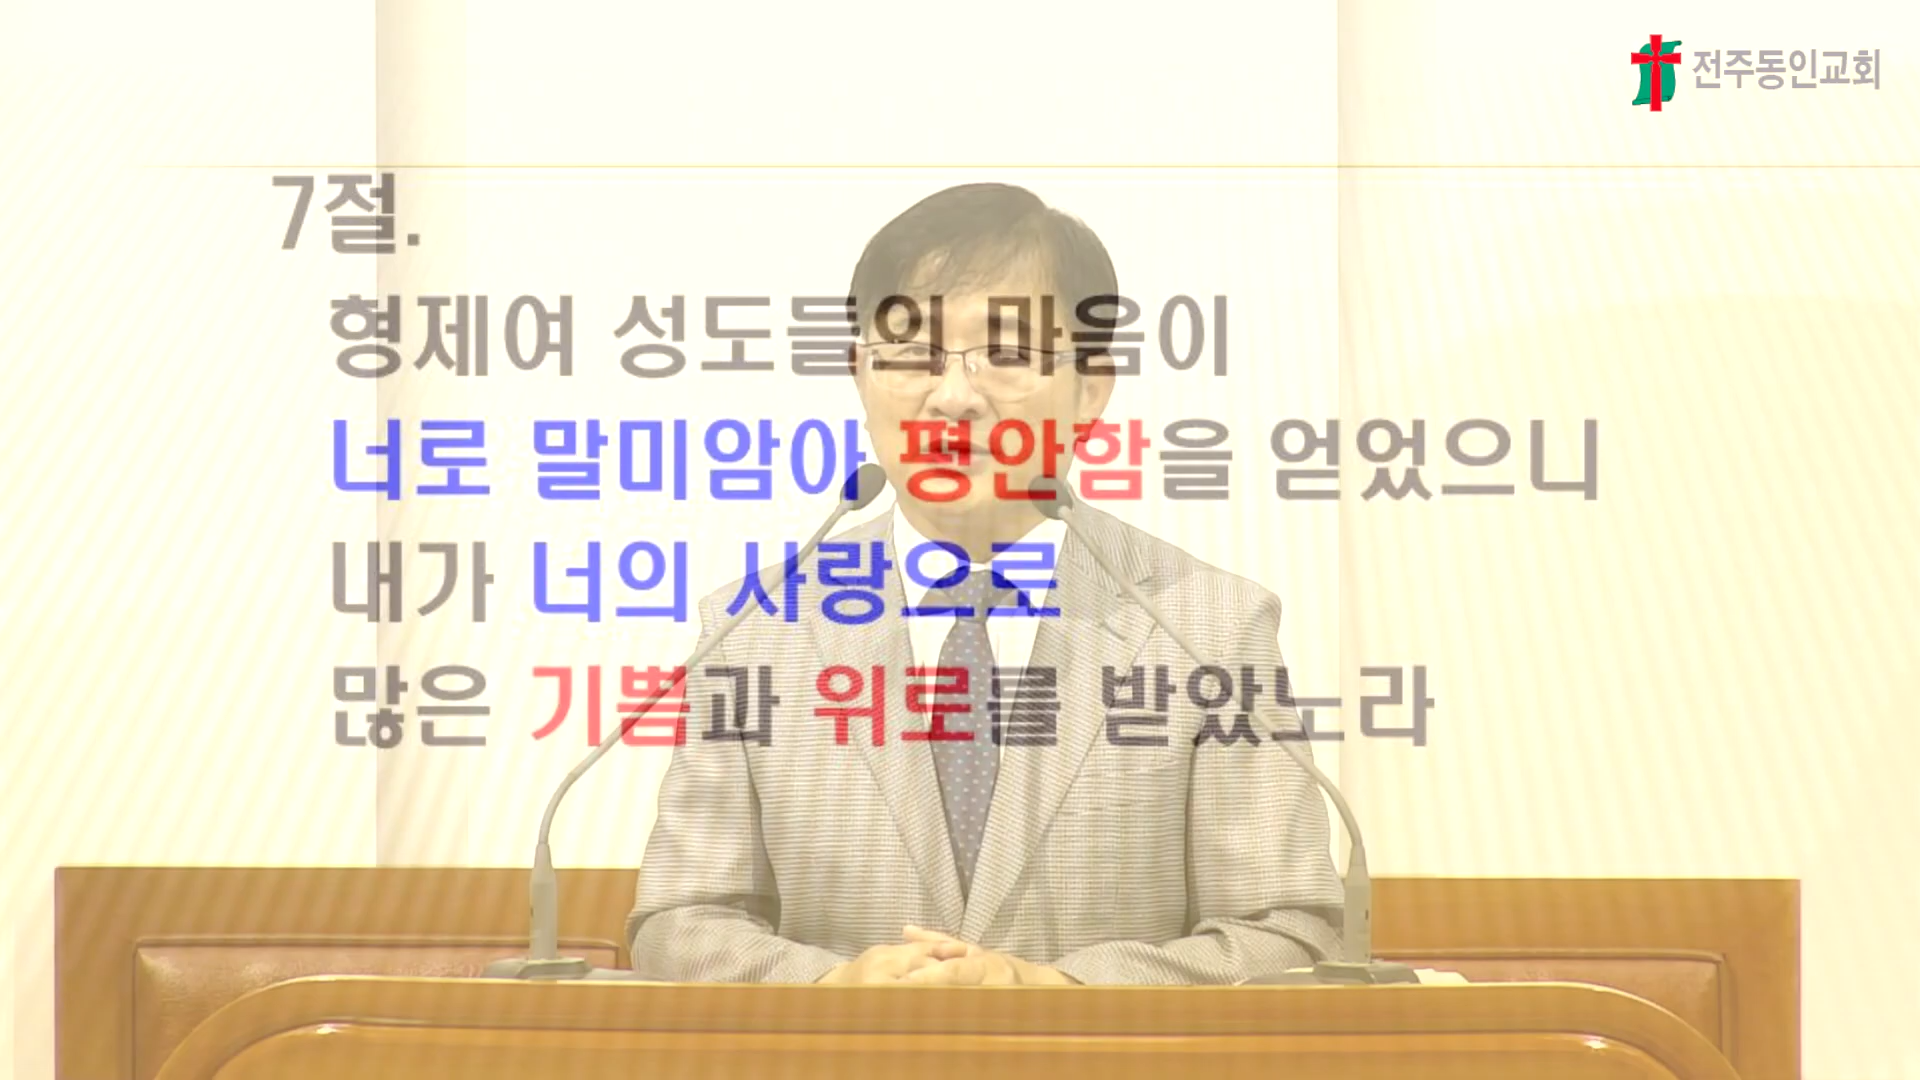 전주동인교회
7절.
형제여 성도들의 마음이
너로 말미암아 평안함을 얻었으니
내가 너의 사랑으로
많은 기쁨과 위로를 받았노라